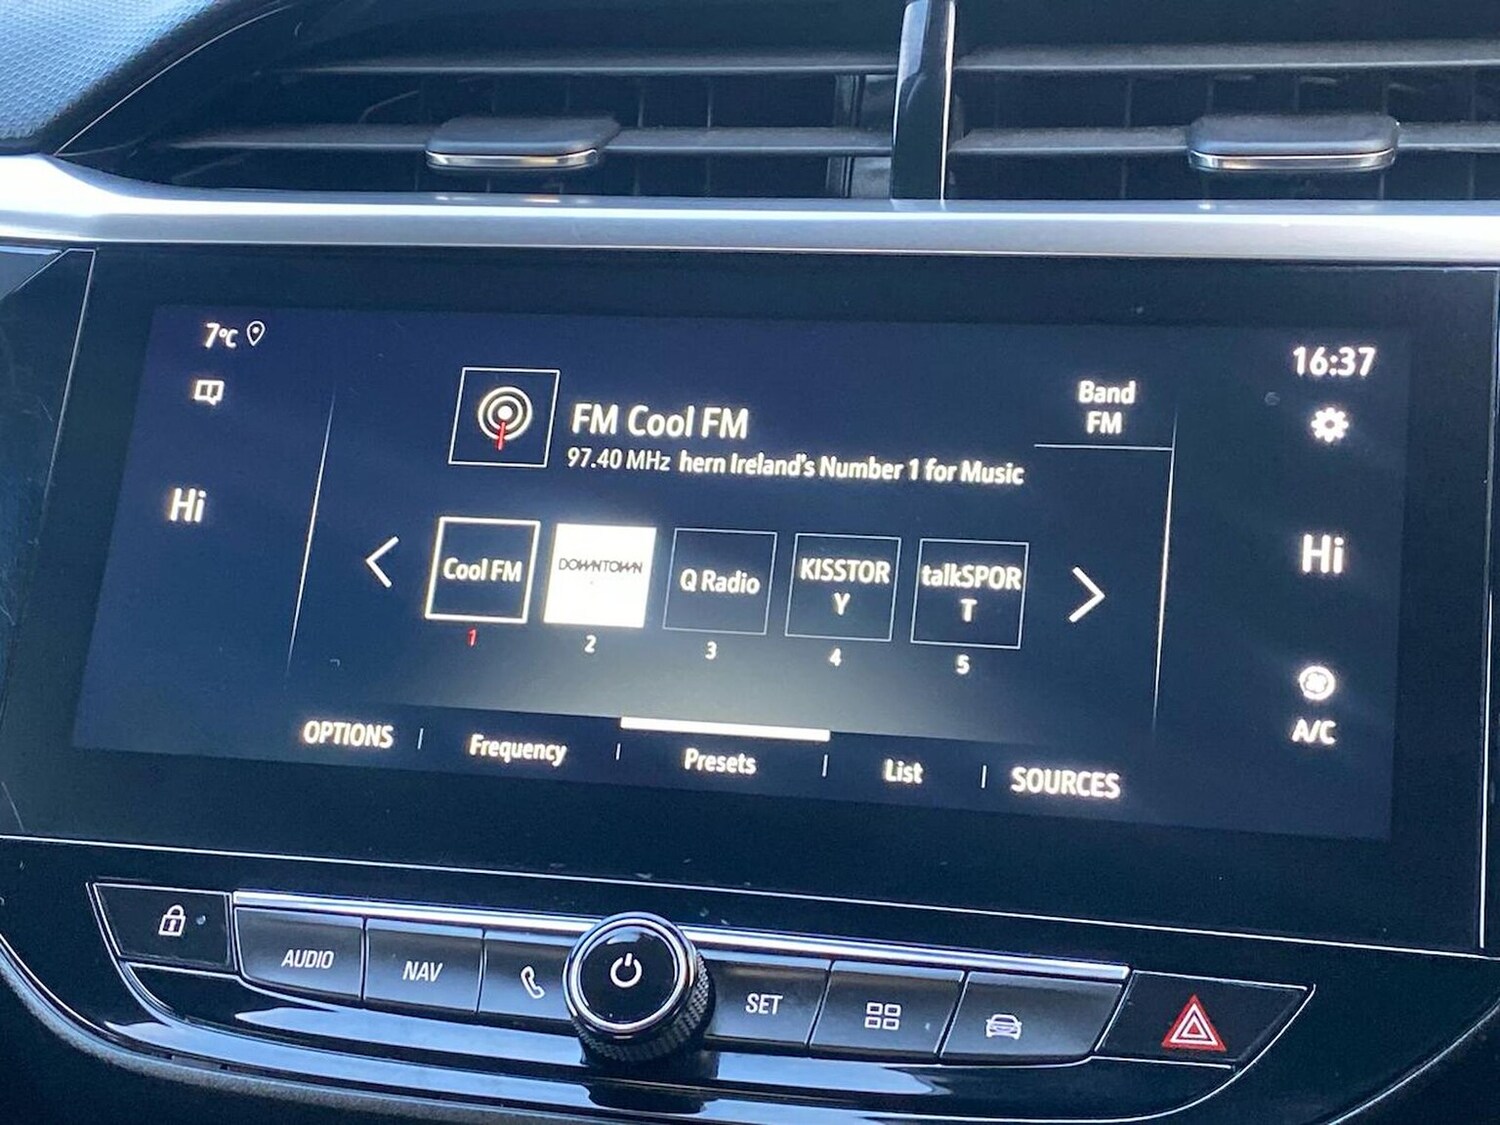 7°C
16:37
Band
FM
FM Cool FM
97.40 MHz hern Ireland's Number 1 for Music
Hi
Hi
Cool FM
DOWNTOWN
Q Radio
KISSTOR
Y
talkSPOR
T
1
2
3
4
5
A/C
OPTIONS
Frequency
Presets
List
SOURCES
AUDIO
NAV
SET